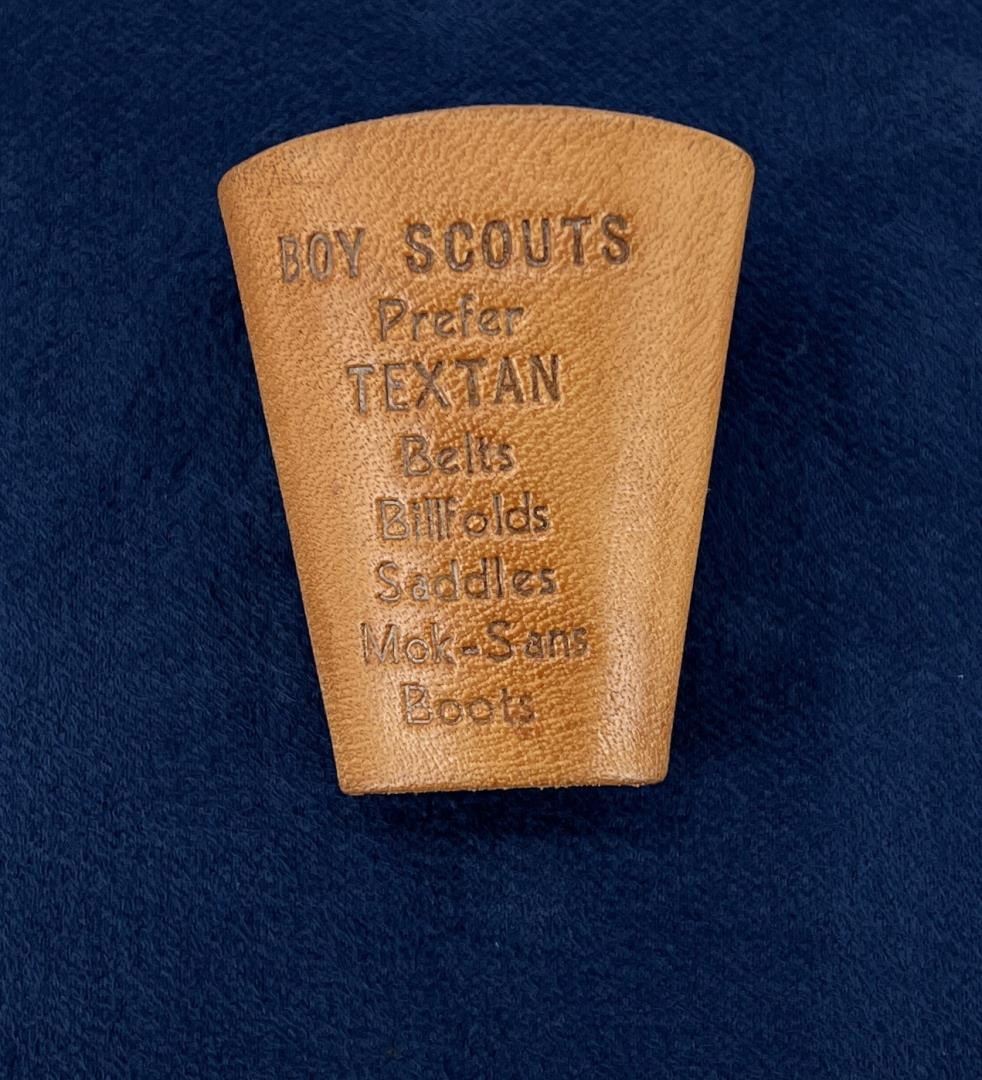 BOY SCOUTS
Prefer
TEXTAN
Belts
Billfolds
Saddles
Mok-Sans
Boots